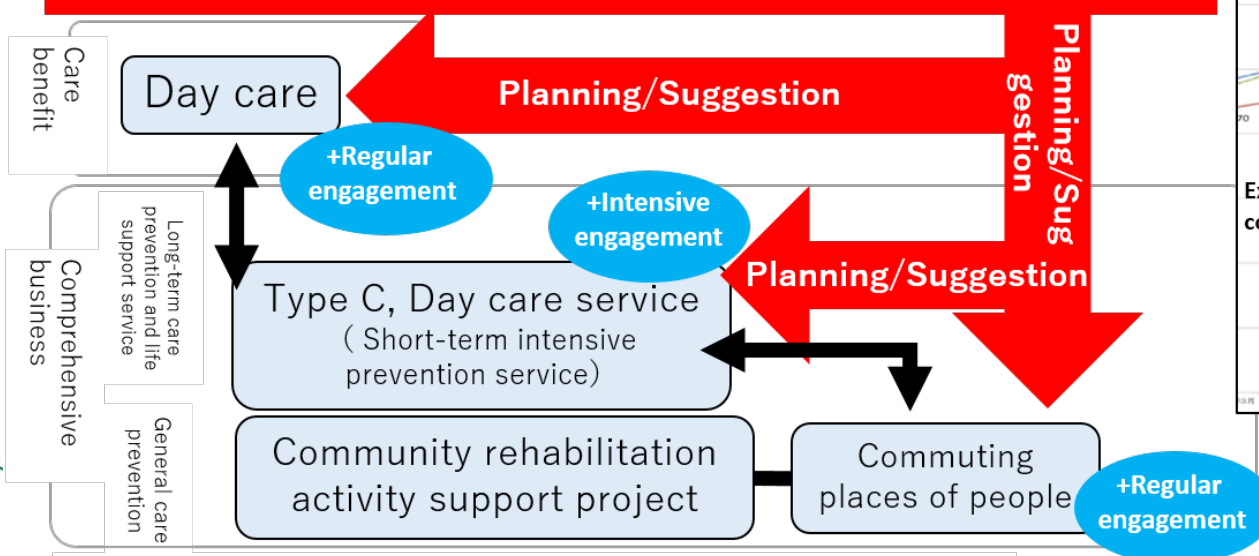 Care
benefit
Day care
Planning/Suggestion
Planning/Sug
gestion
+Regular
engagement
+Intensive
engagement
Planning/Suggestion
Comprehensive
business
Long-term care
prevention and life
support service
Type C, Day care service
( Short-term intensive
prevention service)
General care
prevention
Community rehabilitation
activity support project
Commuting
places of people
+Regular
engagement
70